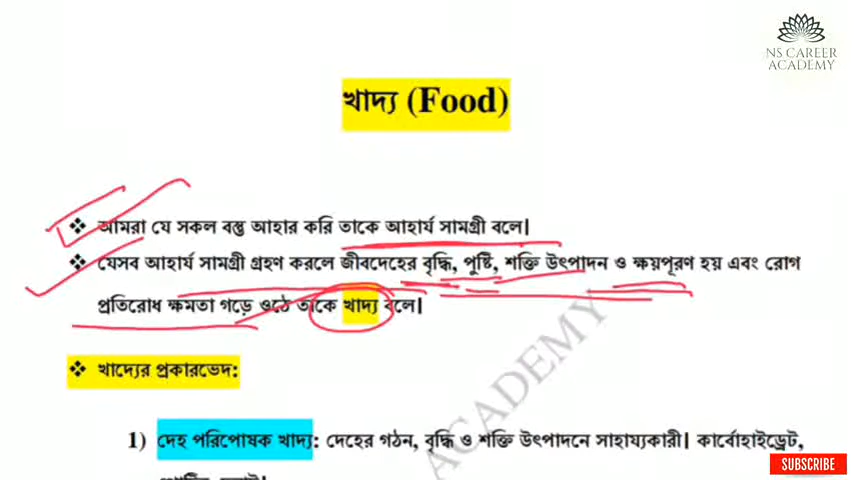 NS CAREER
ACADEMY
খাদ্য (Food)
❖ আমরা যে সকল বস্তু আহার করি তাকে আহার্য সামগ্রী বলে।
❖ যেসব আহার্য সামগ্রী গ্রহণ করলে জীবদেহের বৃদ্ধি, পুষ্টি, শক্তি উৎপাদন ও ক্ষয়পূরণ হয় এবং রোগ
প্রতিরোধ ক্ষমতা গড়ে ওঠে তাকে খাদ্য বলে।
❖ খাদ্যের প্রকারভেদ:
1) দেহ পরিপোষক খাদ্য: দেহের গঠন, বৃদ্ধি ও শক্তি উৎপাদনে সাহায্যকারী। কার্বোহাইড্রেট,
ACADEMY
SUBSCRIBE